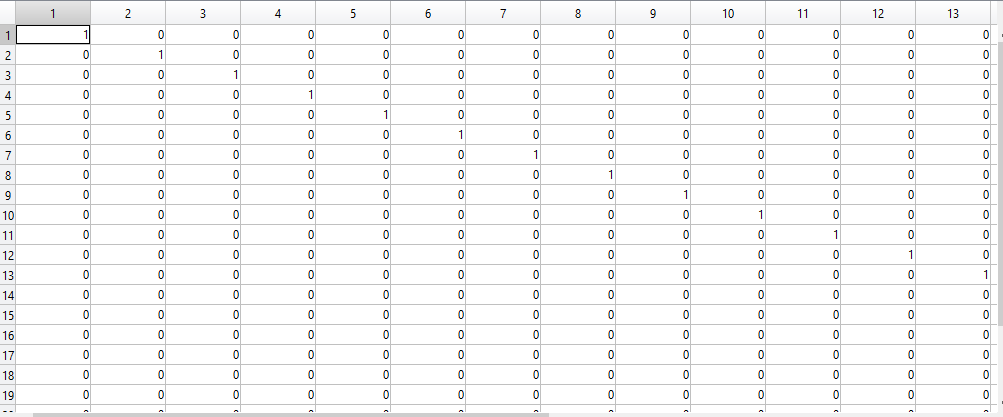 1 2 3 4 5 6 7 8 9 10 11 12 13
1 1 0 0 0 0 0 0 0 0 0 0 0 0
2 0 1 0 0 0 0 0 0 0 0 0 0 0
3 0 0 1 0 0 0 0 0 0 0 0 0 0
4 0 0 0 1 0 0 0 0 0 0 0 0 0
5 0 0 0 0 1 0 0 0 0 0 0 0 0
6 0 0 0 0 0 1 0 0 0 0 0 0 0
7 0 0 0 0 0 0 1 0 0 0 0 0 0
8 0 0 0 0 0 0 0 1 0 0 0 0 0
9 0 0 0 0 0 0 0 0 1 0 0 0 0
10 0 0 0 0 0 0 0 0 0 1 0 0 0
11 0 0 0 0 0 0 0 0 0 0 1 0 0
12 0 0 0 0 0 0 0 0 0 0 0 1 0
13 0 0 0 0 0 0 0 0 0 0 0 0 1
14 0 0 0 0 0 0 0 0 0 0 0 0 0
15 0 0 0 0 0 0 0 0 0 0 0 0 0
16 0 0 0 0 0 0 0 0 0 0 0 0 0
17 0 0 0 0 0 0 0 0 0 0 0 0 0
18 0 0 0 0 0 0 0 0 0 0 0 0 0
19 0 0 0 0 0 0 0 0 0 0 0 0 0